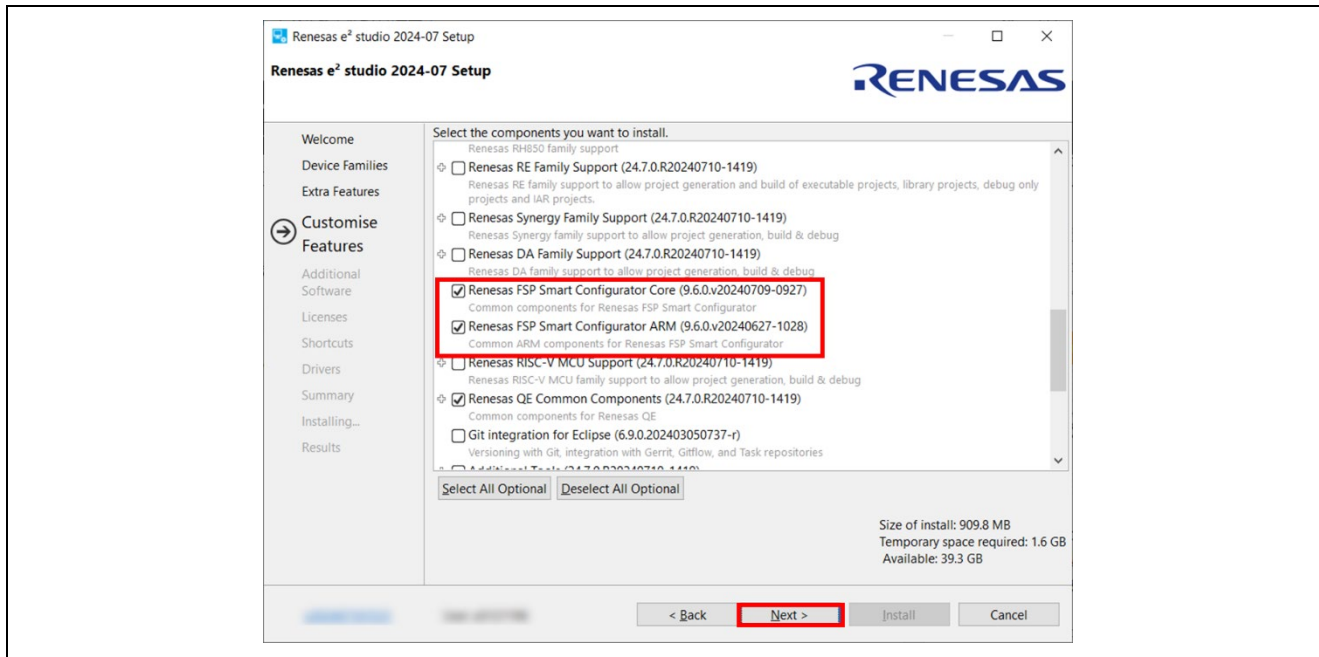 Renesas e² studio 2024-07 Setup
Renesas e² studio 2024-07 Setup
RENESAS
Welcome
Device Families
Extra Features
Customise
Features
Additional
Software
Licenses
Shortcuts
Drivers
Summary
Installing...
Results
Select the components you want to install.
Renesas RH850 family support
Renesas RE Family Support (24.7.0.R20240710-1419)
Renesas RE family support to allow project generation and build of executable projects, library projects, debug only
projects and IAR projects.
Renesas Synergy Family Support (24.7.0.R20240710-1419)
Renesas Synergy family support to allow project generation, build & debug
Renesas DA Family Support (24.7.0.R20240710-1419)
Renesas DA family support to allow project generation, build & debug
Renesas FSP Smart Configurator Core (9.6.0.v20240709-0927)
Common components for Renesas FSP Smart Configurator
Renesas FSP Smart Configurator ARM (9.6.0.v20240627-1028)
Common ARM components for Renesas FSP Smart Configurator
Renesas RISC-V MCU Support (24.7.0.R20240710-1419)
Renesas RISC-V MCU family support to allow project generation, build & debug
Renesas QE Common Components (24.7.0.R20240710-1419)
Common components for Renesas QE
Git integration for Eclipse (6.9.0.202403050737-r)
Versioning with Git, integration with Gerrit, Gitflow, and Task repositories
Additional Tools (24.7.0.R20240710-1419)
Select All Optional Deselect All Optional
Size of install: 909.8 MB
Temporary space required: 1.6 GB
Available: 39.3 GB
< Back Next > Install Cancel